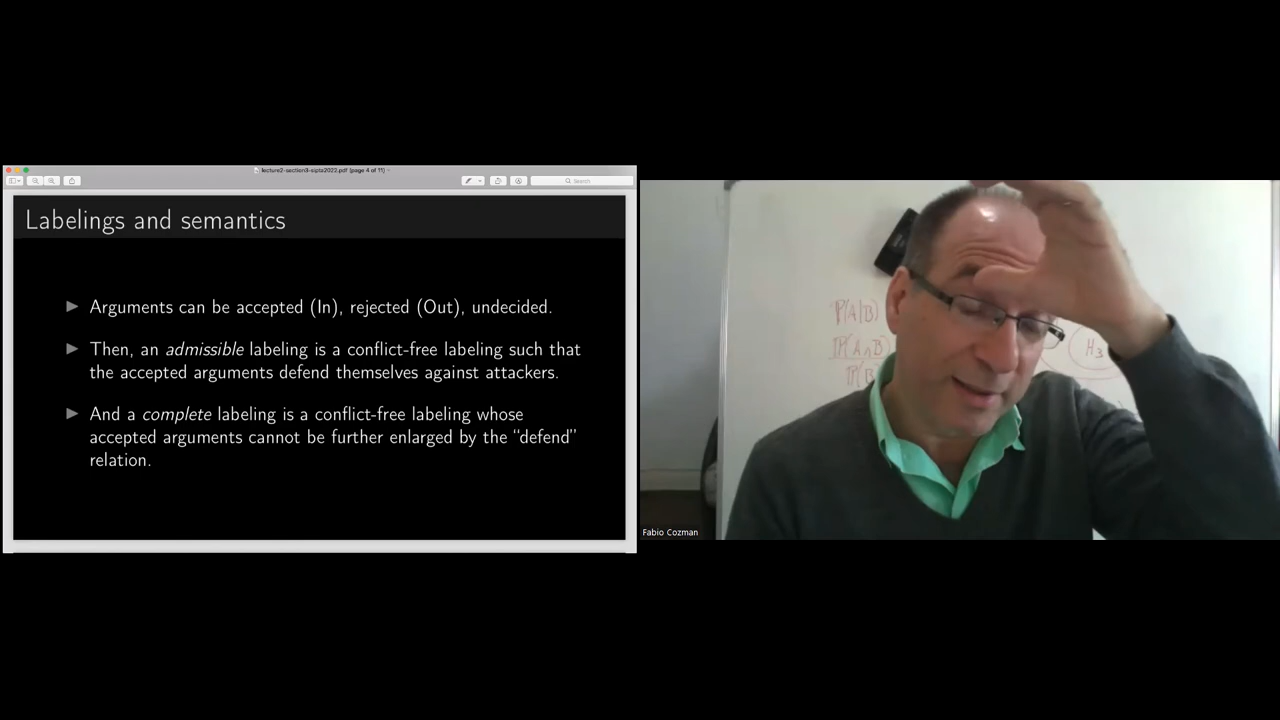 lecture2-section3-sipta2022.pdf (page 4 of 11)
Search
Labelings and semantics
Arguments can be accepted (In), rejected (Out), undecided.
Then, an admissible labeling is a conflict-free labeling such that
the accepted arguments defend themselves against attackers.
And a complete labeling is a conflict-free labeling whose
accepted arguments cannot be further enlarged by the “defend”
relation.
P(A|B)
P(A∩B
P(B
H3
Fabio Cozman